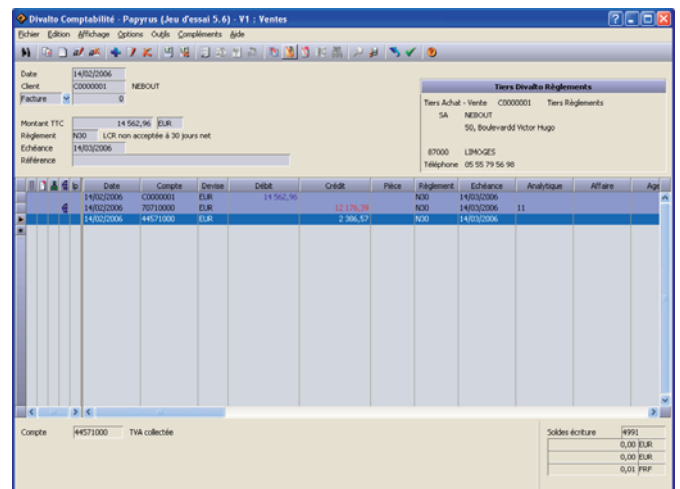 Divalto Comptabilité - Papyrus (Jeu d'essai 5.6) - V1 : Ventes
Fichier Edition Affichage Options Outils Compléments Aide
Date 14/02/2006
Client C0000001 NEBOUT
Facture 0
Montant TTC 14 562,96 EUR
Réglement N30 LCR non acceptée à 30 jours net
Echéance 14/03/2006
Référence
Tiers Divalto Réglements
Tiers Achat - Vente C0000001 Tiers Réglements
SA NEBOUT
50, Boulevardd Victor Hugo
87000 LIMOGES
Téléphone 05 55 79 56 98
lp Date Compte Devise Débit Crédit Pièce Réglement Echéance Analytique Affaire Age
14/02/2006 C0000001 EUR 14 562,96 N30 14/03/2006
14/02/2006 70710000 EUR 12 176,39 N30 14/03/2006 11
14/02/2006 44571000 EUR 2 386,57 N30 14/03/2006
Compte 44571000 TVA collectée
Soldes écriture 4991
0,00 EUR
0,00 EUR
0,01 FRF